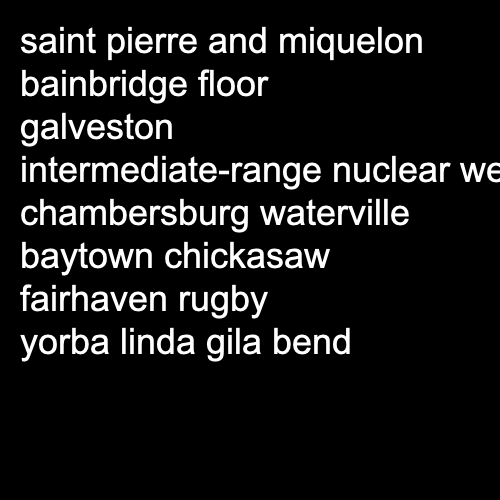 saint pierre and miquelon
bainbridge floor
galveston
intermediate-range nuclear
chambersburg waterville
baytown chickasaw
fairhaven rugby
yorba linda gila bend